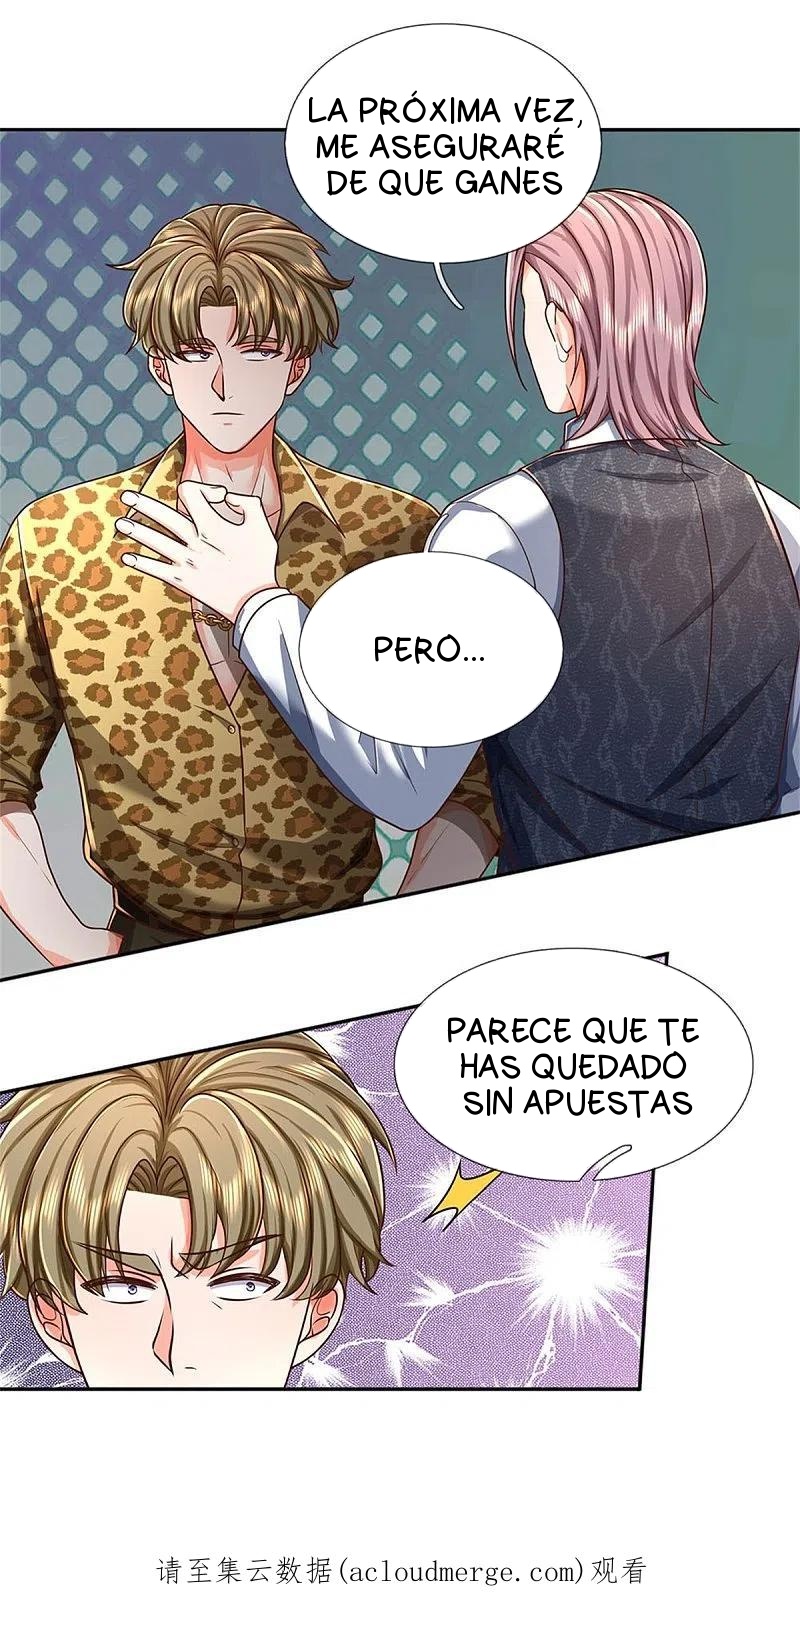 LA PRÓXIMA VEZ,
ME ASEGURARÉ
DE QUE GANES
PERO...
PARECE QUE TE
HAS QUEDADO
SIN APUESTAS
请至集云数据(acloudmerge.com)观看